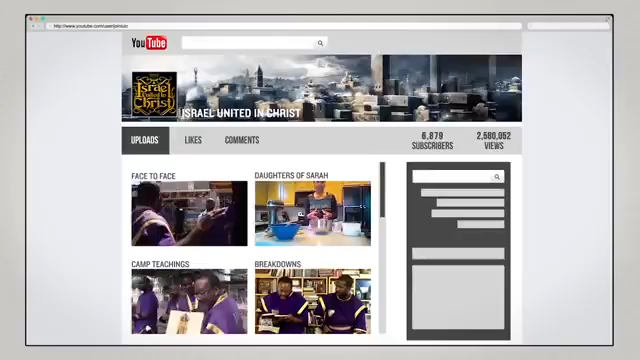 http://www.youtube.com/user/joiniuic
YouTube
Israel
United In
Christ
ISRAEL UNITED IN CHRIST
UPLOADS
LIKES
COMMENTS
6,879
SUBSCRIBERS
2,580,052
VIEWS
FACE TO FACE
DAUGHTERS OF SARAH
CAMP TEACHINGS
BREAKDOWNS